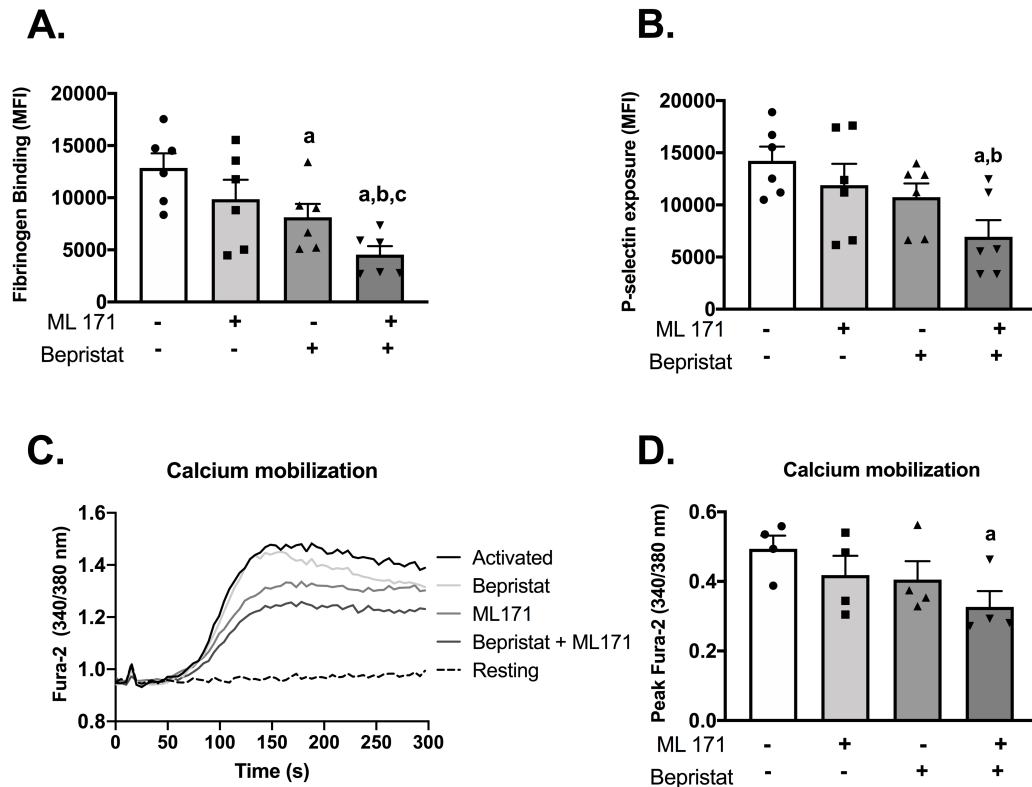 A.
Fibrinogen Binding (MFI)
20000
15000
10000
5000
0
a
a,b,c
ML 171 - + - +
Bepristat - - + +
B.
P-selectin exposure (MFI)
20000
15000
10000
5000
0
a,b
ML 171 - + - +
Bepristat - - + +
C.
Calcium mobilization
Fura-2 (340/380 nm)
1.6
1.4
1.2
1.0
0.8
0 50 100 150 200 250 300
Time (s)
Activated
Bepristat
ML171
Bepristat + ML171
Resting
D.
Calcium mobilization
Peak Fura-2 (340/380 nm)
0.6
0.4
0.2
0.0
a
ML 171 - + - +
Bepristat - - + +